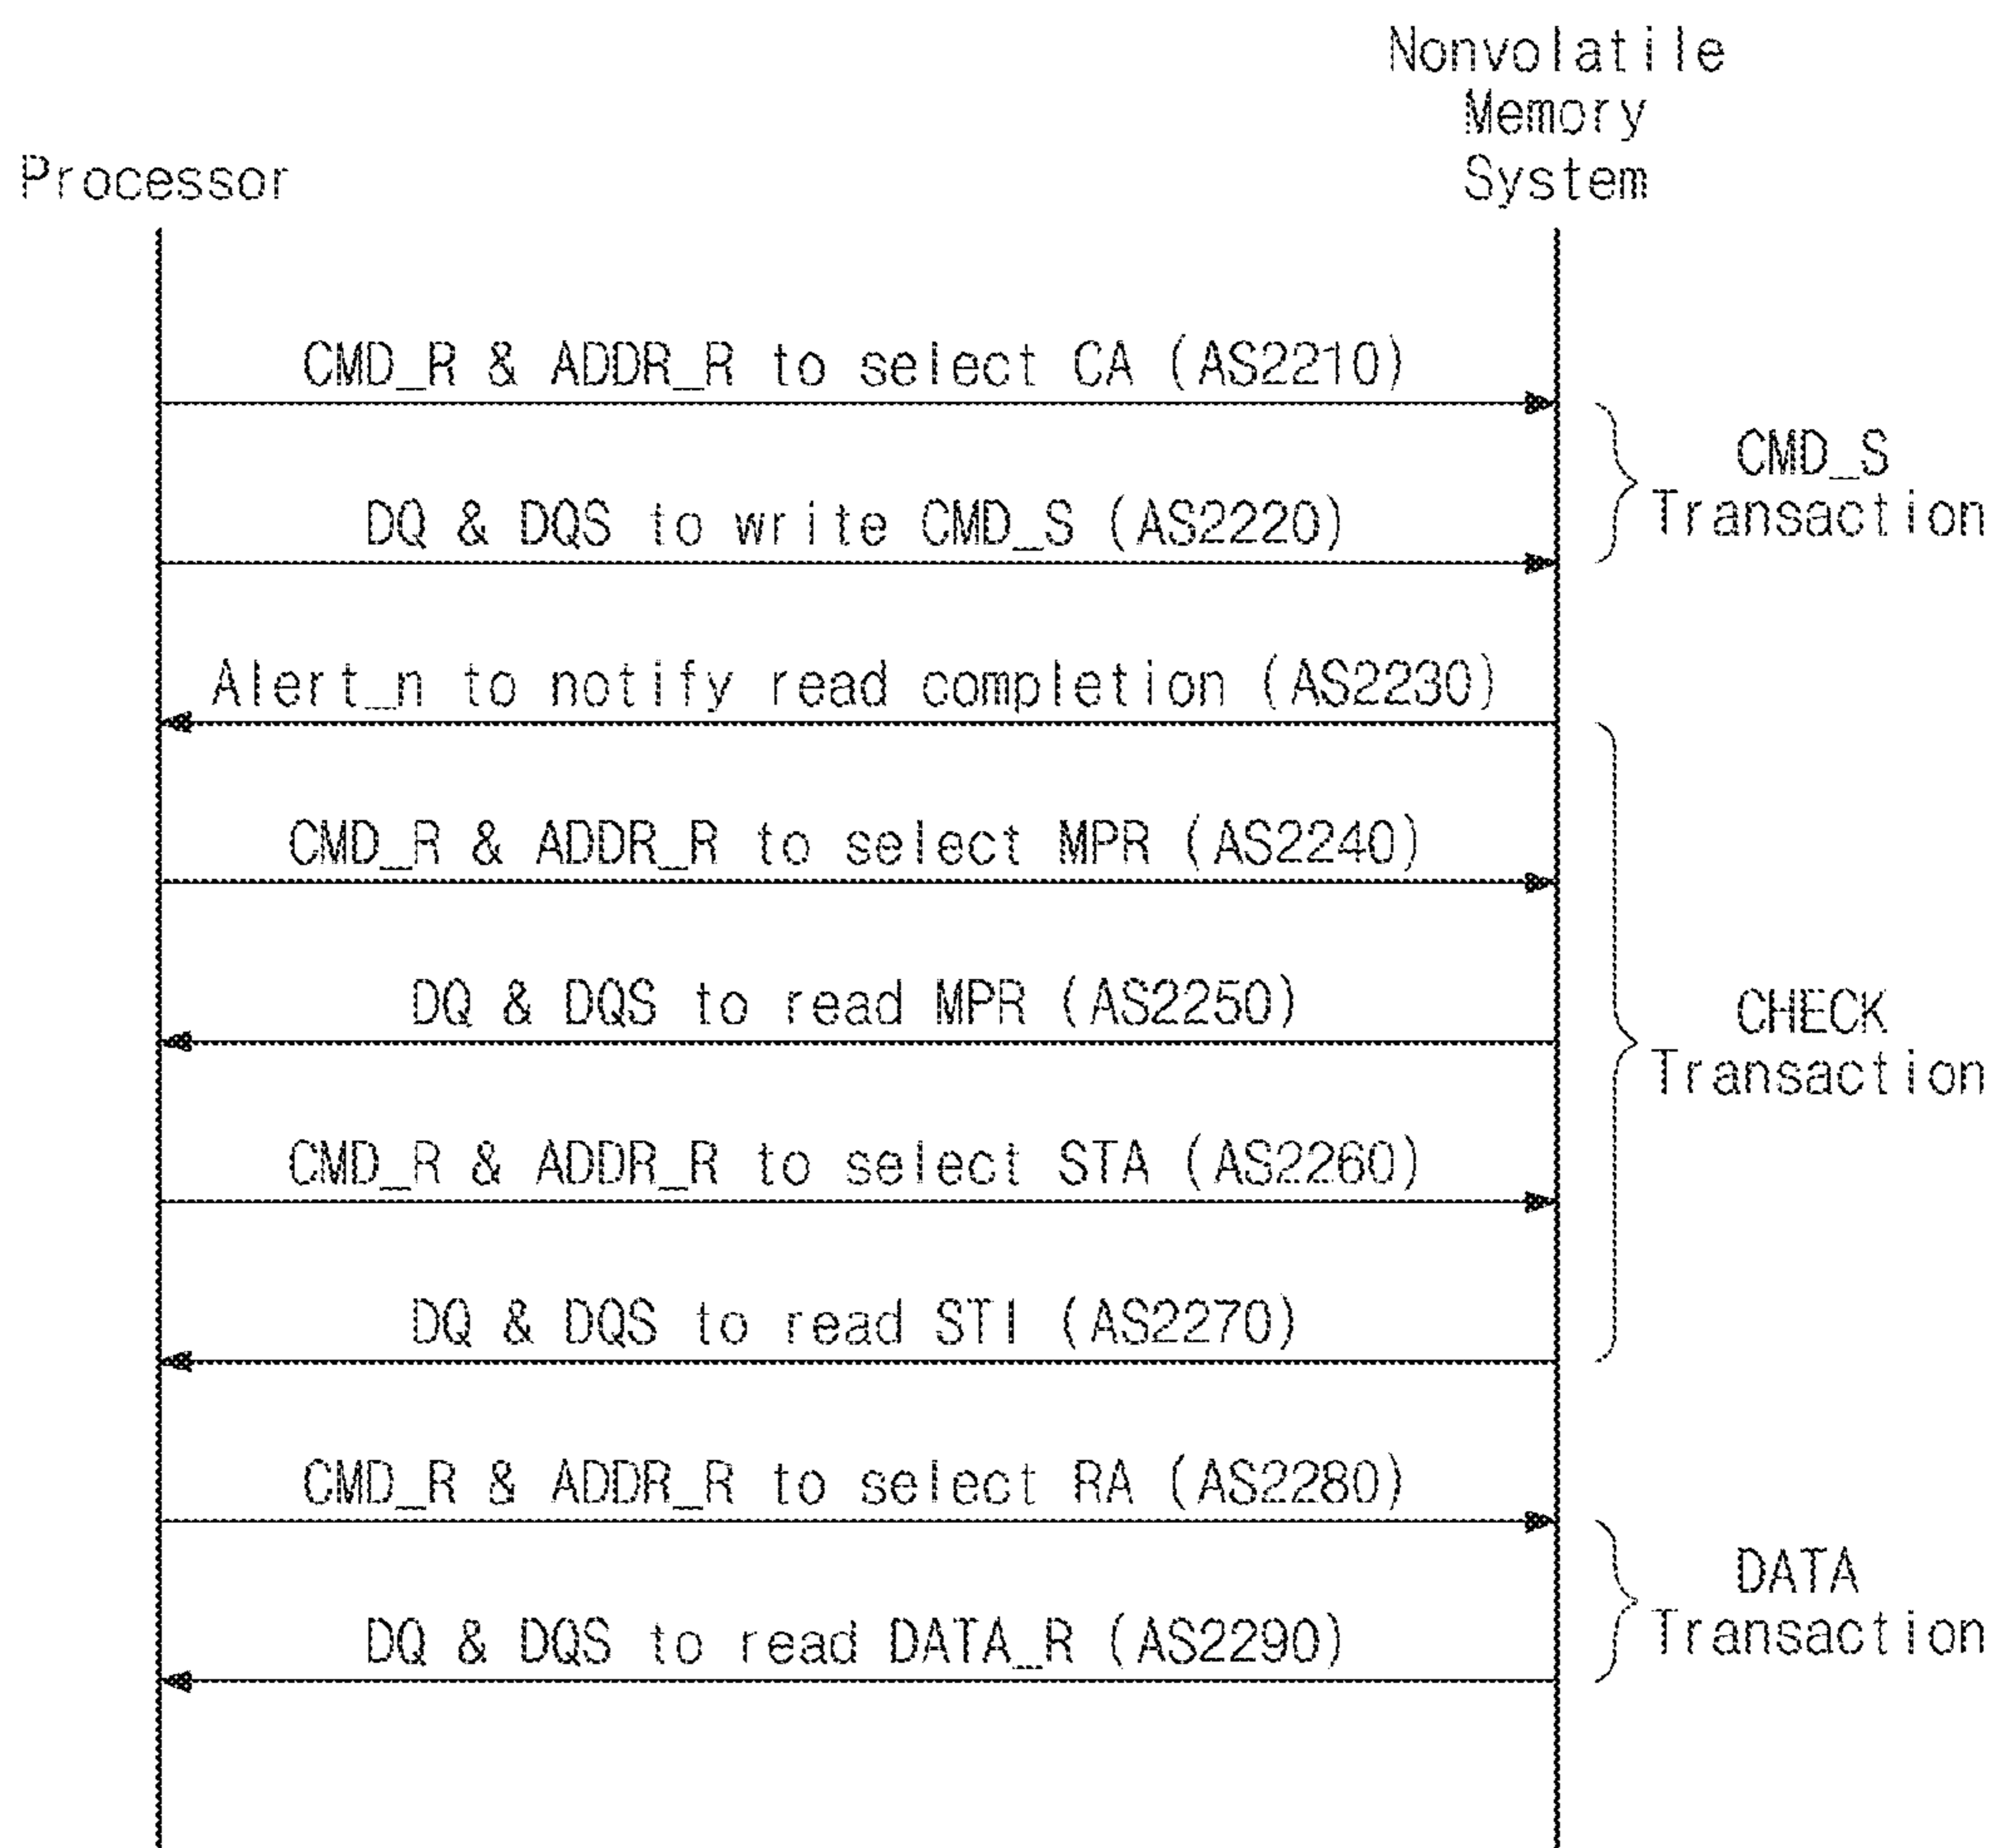 Nonvolatile
Memory
System
Processor
CMD_R & ADDR_R to select CA (AS2210)
CMD_S
Transaction
DQ & DQS to write CMD_S (AS2220)
Alert_n to notify read completion (AS2230)
CMD_R & ADDR_R to select MPR (AS2240)
DQ & DQS to read MPR (AS2250)
CHECK
Transaction
CMD_R & ADDR_R to select STA (AS2260)
DQ & DQS to read STI (AS2270)
CMD_R & ADDR_R to select RA (AS2280)
DATA
Transaction
DQ & DQS to read DATA_R (AS2290)